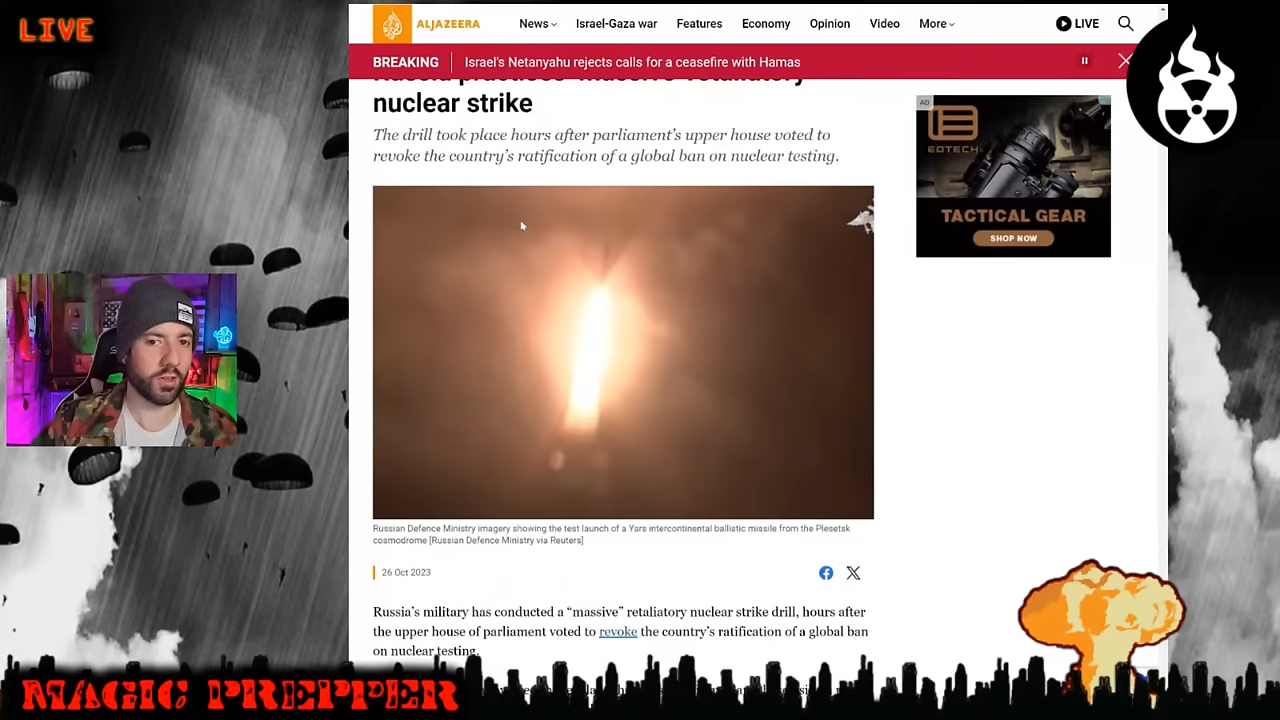 LIVE
ALJAZEERA
News
Israel-Gaza war
Features
Economy
Opinion
Video
More
LIVE
BREAKING
Israel's Netanyahu rejects calls for a ceasefire with Hamas
Russia practices 'massive' retaliatory
nuclear strike
The drill took place hours after parliament's upper house voted to
revoke the country's ratification of a global ban on nuclear testing.
AD
EOTECH
TACTICAL GEAR
SHOP NOW
Russian Defence Ministry imagery showing the test launch of a Yars intercontinental ballistic missile from the Plesetsk
cosmodrome [Russian Defence Ministry via Reuters]
26 Oct 2023
Russia's military has conducted a “massive” retaliatory nuclear strike drill, hours after
the upper house of parliament voted to revoke the country's ratification of a global ban
on nuclear testing.
MAGIC PREPPER